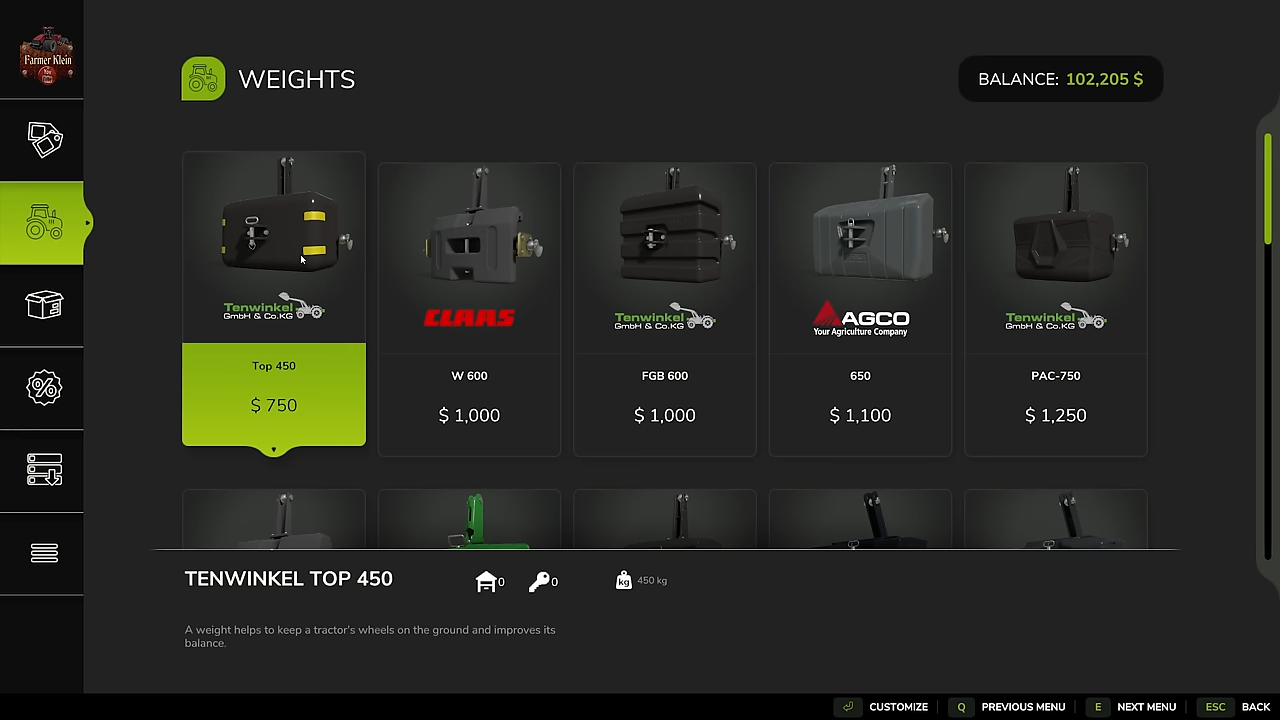 Farmer Klein
You
Tube
WEIGHTS
BALANCE: 102,205 $
Tenwinkel
GmbH & Co.KG
CLAAS
Tenwinkel
GmbH & Co.KG
AGCO
Your Agriculture Company
Tenwinkel
GmbH & Co.KG
Top 450
W 600
FGB 600
650
PAC-750
$ 750
$ 1,000
$ 1,000
$ 1,100
$ 1,250
TENWINKEL TOP 450
0
0
kg
450 kg
A weight helps to keep a tractor's wheels on the ground and improves its
balance.
CUSTOMIZE
Q PREVIOUS MENU
E NEXT MENU
ESC BACK